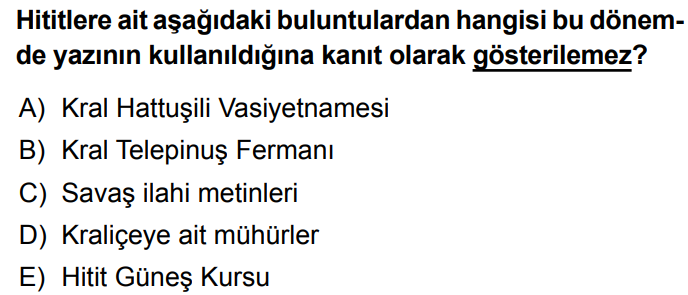 Hititlere ait aşağıdaki buluntulardan hangisi bu dönem-
de yazının kullanıldığına kanıt olarak gösterilemez?
A) Kral Hattuşili Vasiyetnamesi
B) Kral Telepinuş Fermanı
C) Savaş ilahi metinleri
D) Kraliçeye ait mühürler
E) Hitit Güneş Kursu